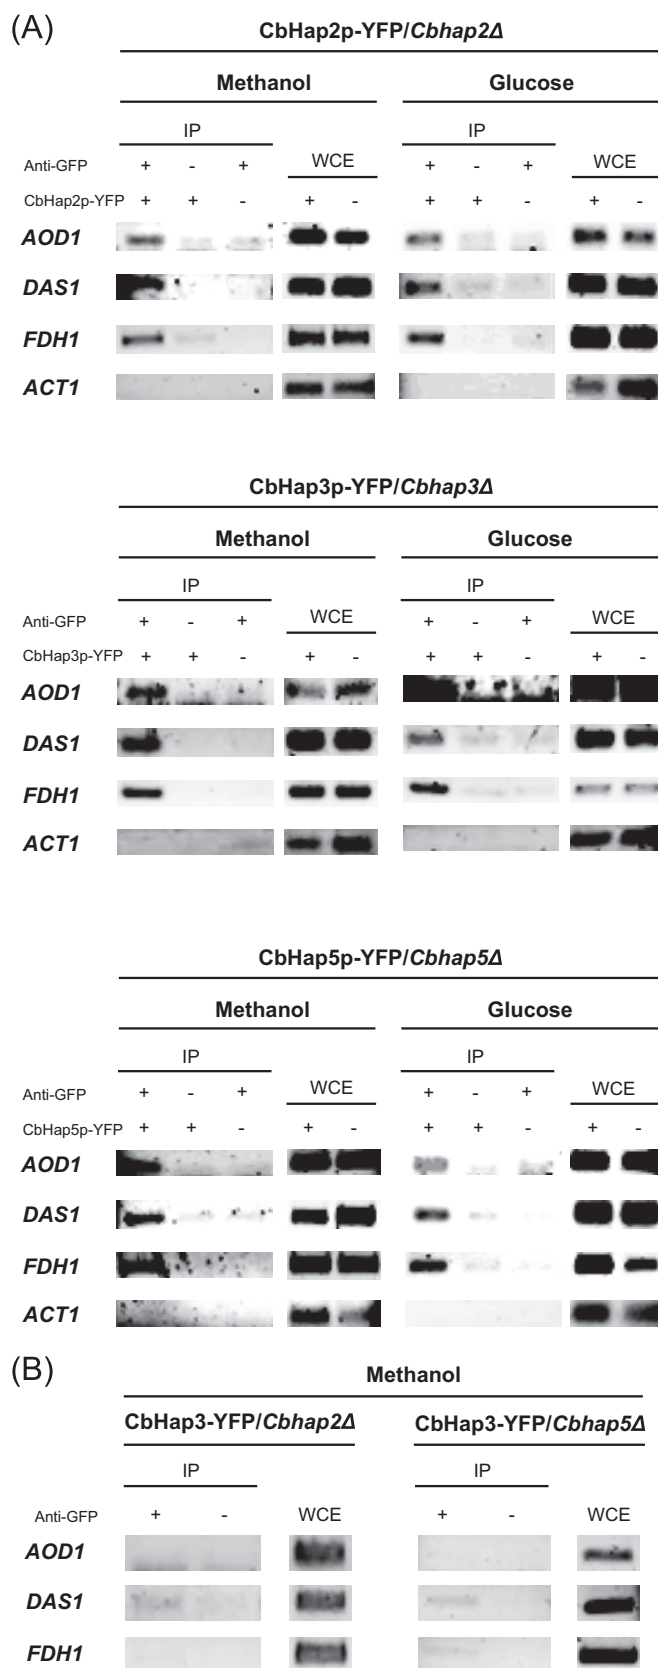 (A)
CbHap2p-YFP/Cbhap2Δ
Methanol Glucose
IP IP
Anti-GFP + - + WCE + - + WCE
CbHap2p-YFP + + - + - + + - + -
AOD1
DAS1
FDH1
ACT1
CbHap3p-YFP/Cbhap3Δ
Methanol Glucose
IP IP
Anti-GFP + - + WCE + - + WCE
CbHap3p-YFP + + - + - + + - + -
AOD1
DAS1
FDH1
ACT1
CbHap5p-YFP/Cbhap5Δ
Methanol Glucose
IP IP
Anti-GFP + - + WCE + - + WCE
CbHap5p-YFP + + - + - + + - + -
AOD1
DAS1
FDH1
ACT1
(B)
Methanol
CbHap3-YFP/Cbhap2Δ CbHap3-YFP/Cbhap5Δ
IP IP
Anti-GFP + - WCE + - WCE
AOD1
DAS1
FDH1